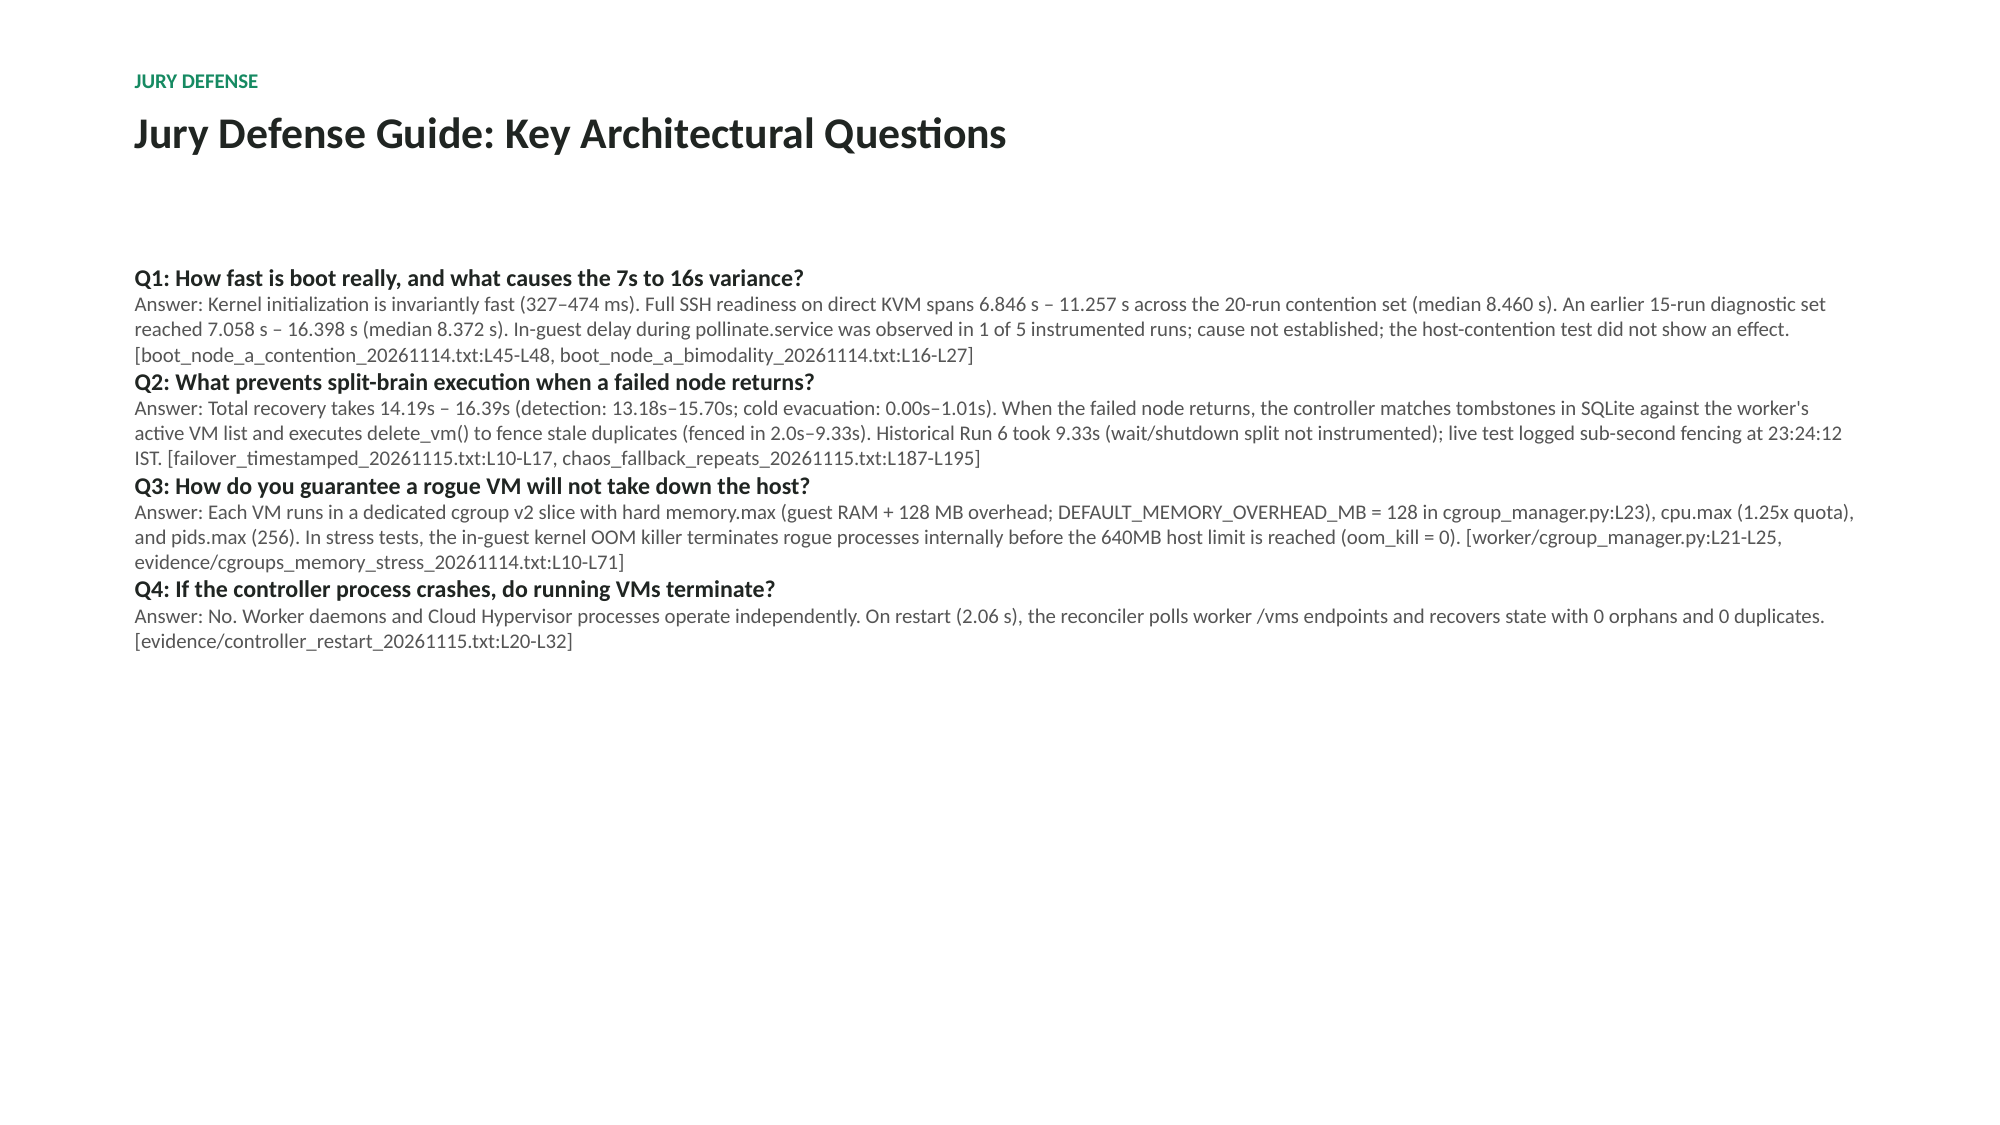 JURY DEFENSE
Jury Defense Guide: Key Architectural Questions
Q1: How fast is boot really, and what causes the 7s to 16s variance?
Answer: Kernel initialization is invariantly fast (327–474 ms). Full SSH readiness on direct KVM spans 6.846 s – 11.257 s across the 20-run contention set (median 8.460 s). An earlier 15-run diagnostic set
reached 7.058 s – 16.398 s (median 8.372 s). In-guest delay during pollinate.service was observed in 1 of 5 instrumented runs; cause not established; the host-contention test did not show an effect.
[boot_node_a_contention_20261114.txt:L45-L48, boot_node_a_bimodality_20261114.txt:L16-L27]
Q2: What prevents split-brain execution when a failed node returns?
Answer: Total recovery takes 14.19s – 16.39s (detection: 13.18s–15.70s; cold evacuation: 0.00s–1.01s). When the failed node returns, the controller matches tombstones in SQLite against the worker's
active VM list and executes delete_vm() to fence stale duplicates (fenced in 2.0s–9.33s). Historical Run 6 took 9.33s (wait/shutdown split not instrumented); live test logged sub-second fencing at 23:24:12
IST. [failover_timestamped_20261115.txt:L10-L17, chaos_fallback_repeats_20261115.txt:L187-L195]
Q3: How do you guarantee a rogue VM will not take down the host?
Answer: Each VM runs in a dedicated cgroup v2 slice with hard memory.max (guest RAM + 128 MB overhead; DEFAULT_MEMORY_OVERHEAD_MB = 128 in cgroup_manager.py:L23), cpu.max (1.25x quota),
and pids.max (256). In stress tests, the in-guest kernel OOM killer terminates rogue processes internally before the 640MB host limit is reached (oom_kill = 0). [worker/cgroup_manager.py:L21-L25,
evidence/cgroups_memory_stress_20261114.txt:L10-L71]
Q4: If the controller process crashes, do running VMs terminate?
Answer: No. Worker daemons and Cloud Hypervisor processes operate independently. On restart (2.06 s), the reconciler polls worker /vms endpoints and recovers state with 0 orphans and 0 duplicates.
[evidence/controller_restart_20261115.txt:L20-L32]